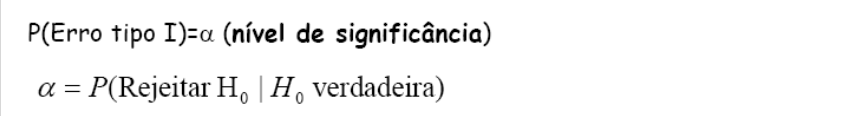 P(Erro tipo I)=α (nível de significância)
α = P(Rejeitar H₀ | H₀ verdadeira)